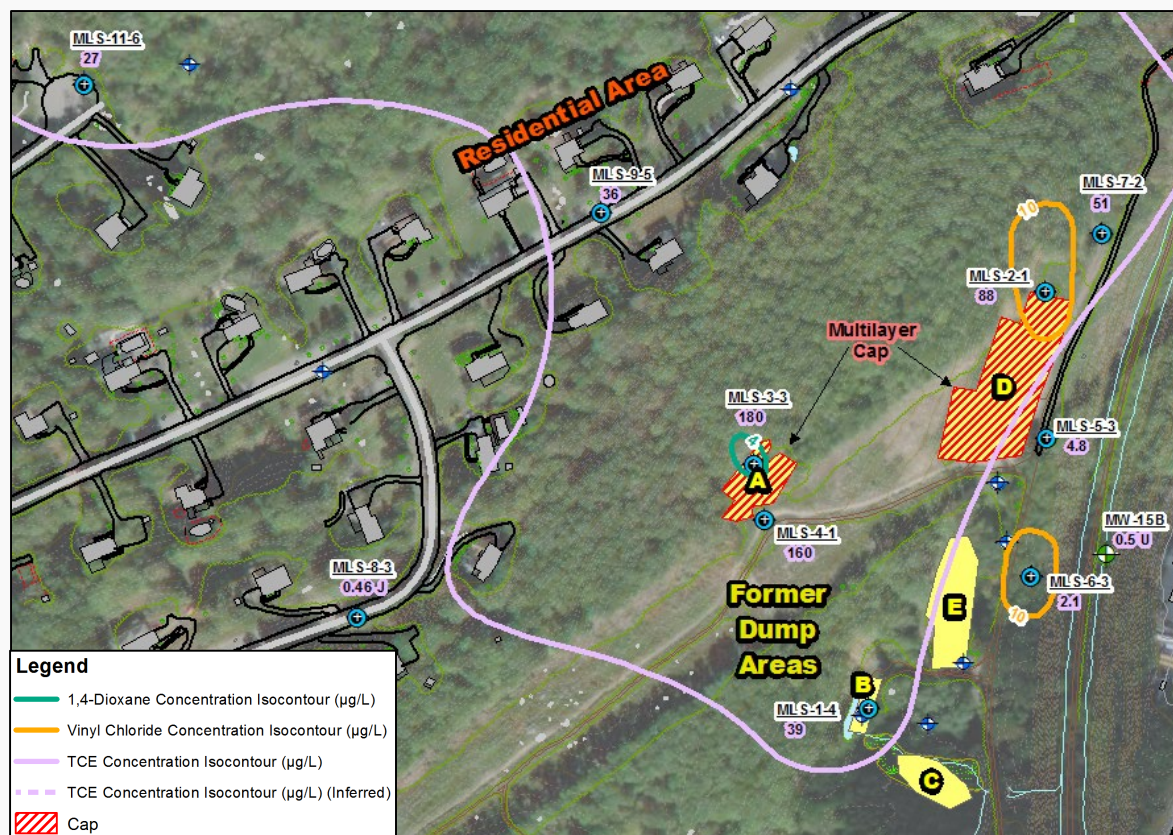 MLS-11-6
27
Residential Area
MLS-9-5
36
MLS-7-2
51
10
MLS-2-1
88
Multilayer
Cap
D
MLS-3-3
180
4
A
MLS-5-3
4.8
MLS-4-1
160
MW-15B
0.5 U
MLS-8-3
0.46 J
MLS-6-3
2.1
10
Former
Dump
Areas
E
B
MLS-1-4
39
C
Legend
1,4-Dioxane Concentration Isocontour (µg/L)
Vinyl Chloride Concentration Isocontour (µg/L)
TCE Concentration Isocontour (µg/L)
TCE Concentration Isocontour (µg/L) (Inferred)
Cap